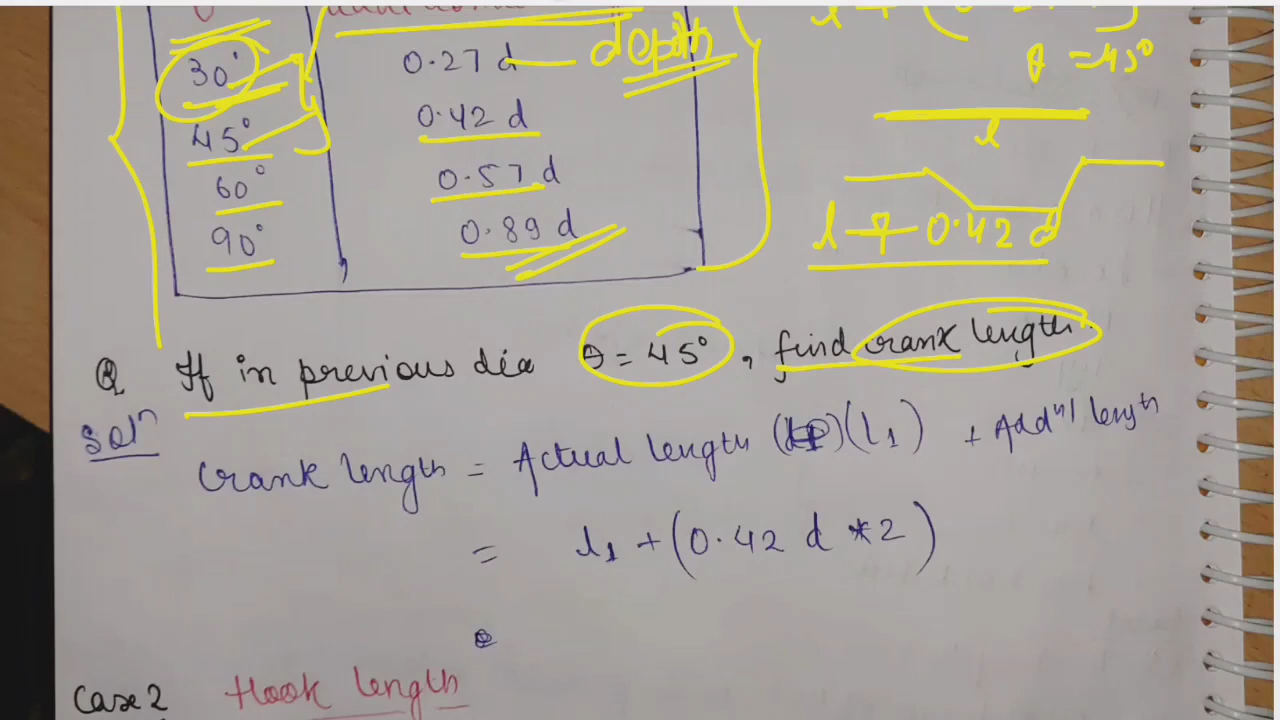 θ = 45°
30° 0.27 d depth
45° 0.42 d
l
60° 0.57 d
90° 0.89 d
l + 0.42 d
Q If in previous dia θ = 45°, find crank length.
Solⁿ
Crank length = Actual length (l1) + Addⁿl length
= l1 + (0.42 d * 2)
Case 2 Hook length